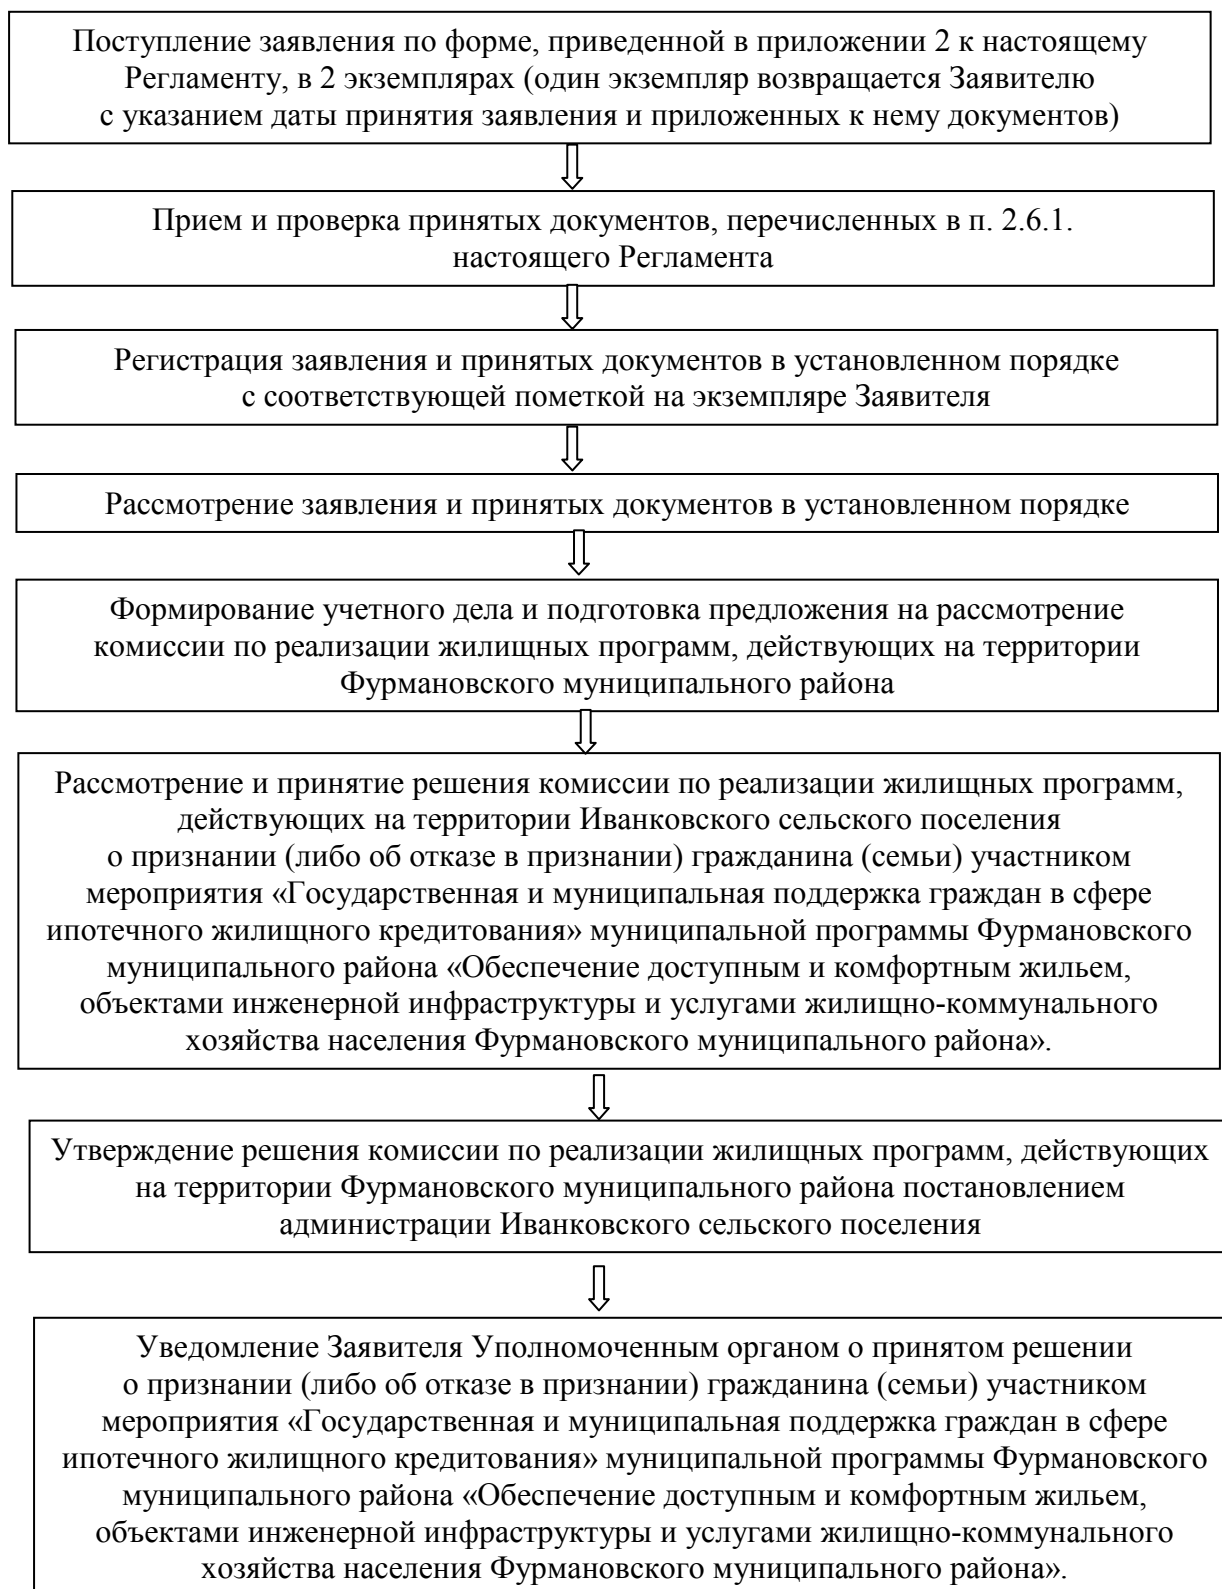 Поступление заявления по форме, приведенной в приложении 2 к настоящему
Регламенту, в 2 экземплярах (один экземпляр возвращается Заявителю
с указанием даты принятия заявления и приложенных к нему документов)
Прием и проверка принятых документов, перечисленных в п. 2.6.1.
настоящего Регламента
Регистрация заявления и принятых документов в установленном порядке
с соответствующей пометкой на экземпляре Заявителя
Рассмотрение заявления и принятых документов в установленном порядке
Формирование учетного дела и подготовка предложения на рассмотрение
комиссии по реализации жилищных программ, действующих на территории
Фурмановского муниципального района
Рассмотрение и принятие решения комиссии по реализации жилищных программ,
действующих на территории Иванковского сельского поселения
о признании (либо об отказе в признании) гражданина (семьи) участником
мероприятия «Государственная и муниципальная поддержка граждан в сфере
ипотечного жилищного кредитования» муниципальной программы Фурмановского
муниципального района «Обеспечение доступным и комфортным жильем,
объектами инженерной инфраструктуры и услугами жилищно-коммунального
хозяйства населения Фурмановского муниципального района».
Утверждение решения комиссии по реализации жилищных программ, действующих
на территории Фурмановского муниципального района постановлением
администрации Иванковского сельского поселения
Уведомление Заявителя Уполномоченным органом о принятом решении
о признании (либо об отказе в признании) гражданина (семьи) участником
мероприятия «Государственная и муниципальная поддержка граждан в сфере
ипотечного жилищного кредитования» муниципальной программы Фурмановского
муниципального района «Обеспечение доступным и комфортным жильем,
объектами инженерной инфраструктуры и услугами жилищно-коммунального
хозяйства населения Фурмановского муниципального района».